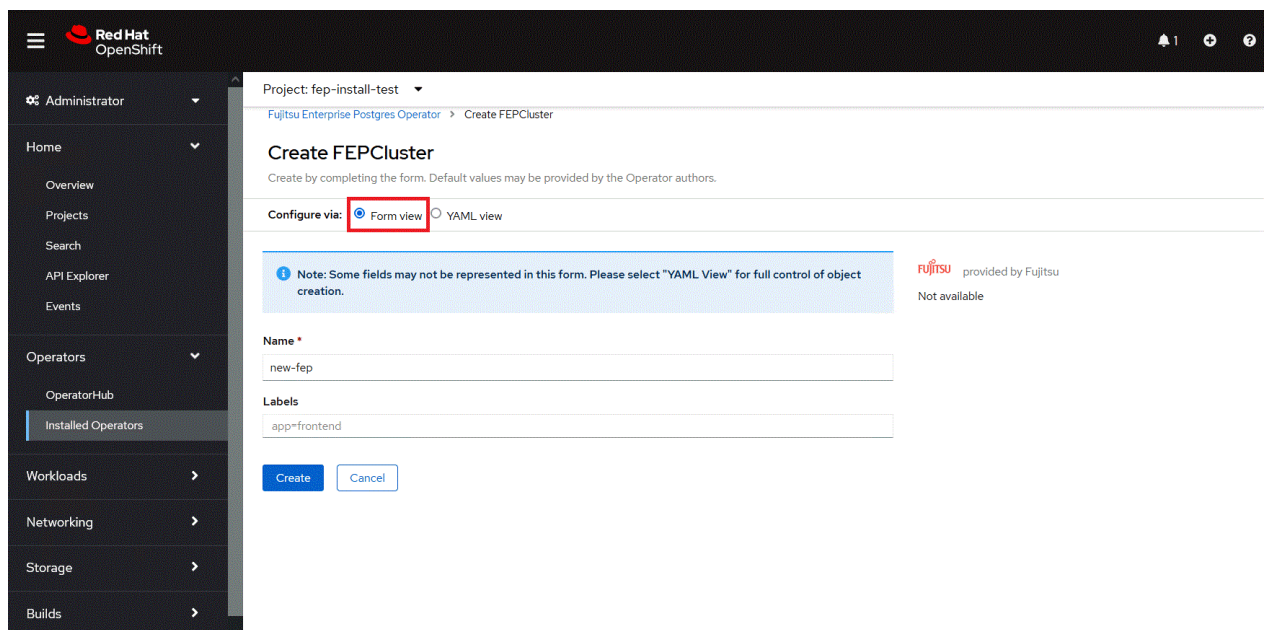 Red Hat
OpenShift
1
Administrator
Home
Overview
Projects
Search
API Explorer
Events
Operators
OperatorHub
Installed Operators
Workloads
Networking
Storage
Builds
Project: fep-install-test
Fujitsu Enterprise Postgres Operator > Create FEPCluster
Create FEPCluster
Create by completing the form. Default values may be provided by the Operator authors.
Configure via: Form view YAML view
Note: Some fields may not be represented in this form. Please select "YAML View" for full control of object
creation.
FUJITSU provided by Fujitsu
Not available
Name *
new-fep
Labels
app=frontend
Create Cancel